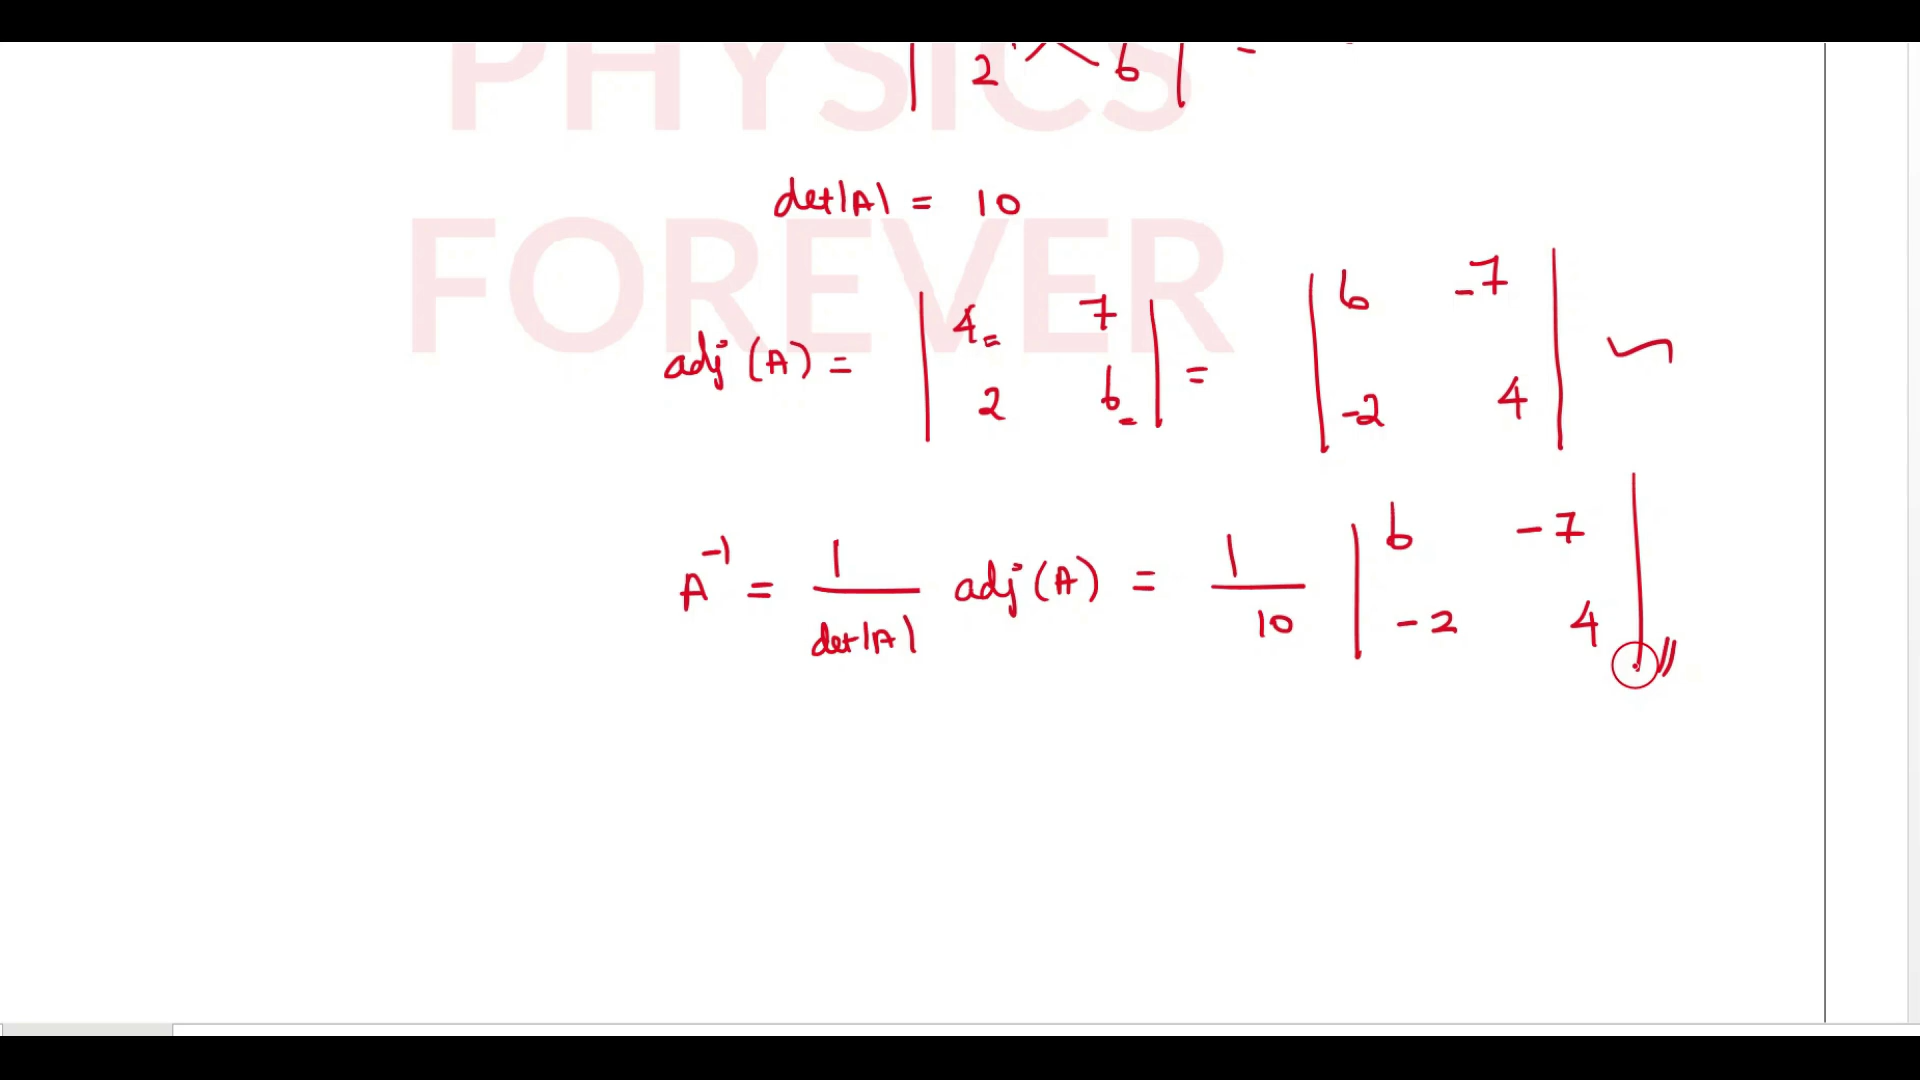 PHYSICS
| 2 6 | =
det|A| = 10
FOREVER
adj (A) = | 4 7 | = | 6 -7 |
| 2 6 | | -2 4 |
A⁻¹ = 1/det|A| adj (A) = 1/10 | 6 -7 |
| -2 4 |